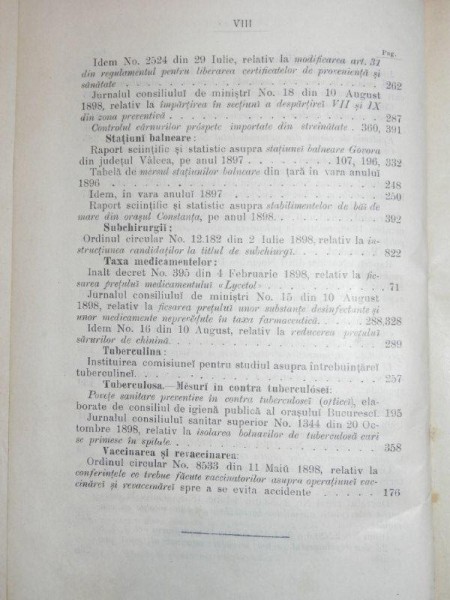 VIII
Pag.
Idem No. 2524 din 29 Iulie, relativ la modificarea art. 31
din regulamentul pentru liberarea certificatelor de proveniență și
sănătate . . . . . . . . . . . . . . . . . . . . 262
Jurnalul consiliului de miniștri No. 18 din 10 August
1898, relativ la împărțirea în secțiuni a despărțirei VII și IX
din zona preventivă . . . . . . . . . . . . . . . . 287
Controlul cărnurilor próspete importate din streinătate . 360, 391
Stațiuni balneare:
Raport sciințific și statistic asupra stațiunei balneare Govora
din județul Vâlcea, pe anul 1897 . . . . . . . . . 107, 196, 332
Tabelă de mersul stațiunilor balneare din țară în vara anului
1896 . . . . . . . . . . . . . . . . . . . . . 248
Idem, în vara anului 1897 . . . . . . . . . . . . . 250
Raport sciințific și statistic asupra stabilimentelor de băi de
mare din orașul Constanța, pe anul 1898. . . . . . . . . 392
Subchirurgii:
Ordinul circular No. 12.182 din 2 Iulie 1898, relativ la in-
strucțiunea candidaților la titlul de subchirurgi. . . . . . . 822
Taxa medicamentelor:
Inalt decret No. 395 din 4 Februario 1898, relativ la fic-
sarea prețului medicamentului «Lycetol» . . . . . . . . 71
Jurnalul consiliului de miniștri No. 15 din 10 August
1898, relativ la ficsarea prețului unor substanțe desinfectante și
unor medicamente neprevĕḑute în taxa farmaceutică. . . . 288,328
Idem No. 16 din 10 August, relativ la reducerea prețului
sărurilor de chinină. . . . . . . . . . . . . . . . 289
Tuberculina:
Instituirea comisiunei pentru studiul asupra întrebuințărei
tuberculinei. . . . . . . . . . . . . . . . . . . 257
Tuberculosa.—Mĕsuri în contra tuberculósei:
Povețe sanitare preventive în contra tuberculosei (ofticei), ela-
borate de consiliul de igienă publică al orașului Bucuresci. 195
Jurnalul consiliului sanitar superior No. 1344 din 20 Oc-
tombre 1898, relativ la isolarea bolnavilor de tuberculosă cari
se primesc în spitale . . . . . . . . . . . . . . . 358
Vaccinarea și revaccinarea:
Ordinul circular No. 8533 din 11 Maiŭ 1898, relativ la
conferințele ce trebue făcute vaccinatorilor asupra operațiunei vac-
cinărei și revaccinărei spre a se evita accidente . . . . . . 176